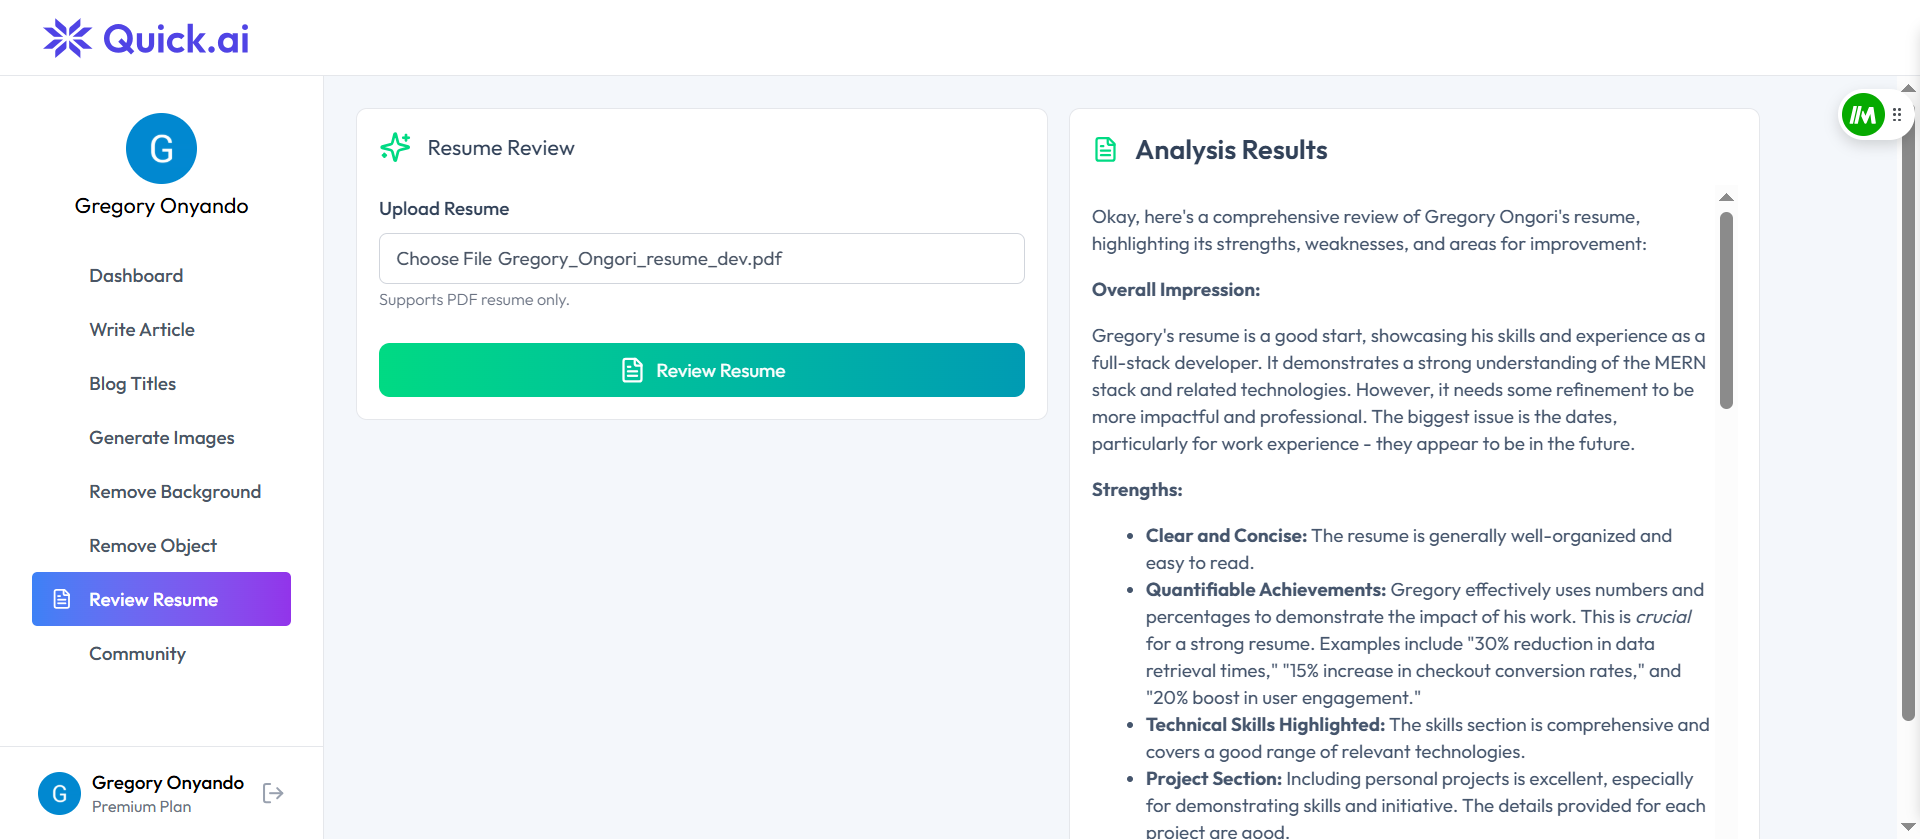 Quick.ai
G
Gregory Onyando
Dashboard
Write Article
Blog Titles
Generate Images
Remove Background
Remove Object
Review Resume
Community
G
Gregory Onyando
Premium Plan
Resume Review
Upload Resume
Choose File Gregory_Ongori_resume_dev.pdf
Supports PDF resume only.
Review Resume
Analysis Results
Okay, here's a comprehensive review of Gregory Ongori's resume,
highlighting its strengths, weaknesses, and areas for improvement:
Overall Impression:
Gregory's resume is a good start, showcasing his skills and experience as a
full-stack developer. It demonstrates a strong understanding of the MERN
stack and related technologies. However, it needs some refinement to be
more impactful and professional. The biggest issue is the dates,
particularly for work experience - they appear to be in the future.
Strengths:
• Clear and Concise: The resume is generally well-organized and
easy to read.
• Quantifiable Achievements: Gregory effectively uses numbers and
percentages to demonstrate the impact of his work. This is crucial
for a strong resume. Examples include "30% reduction in data
retrieval times," "15% increase in checkout conversion rates," and
"20% boost in user engagement."
• Technical Skills Highlighted: The skills section is comprehensive and
covers a good range of relevant technologies.
• Project Section: Including personal projects is excellent, especially
for demonstrating skills and initiative. The details provided for each
project are good.